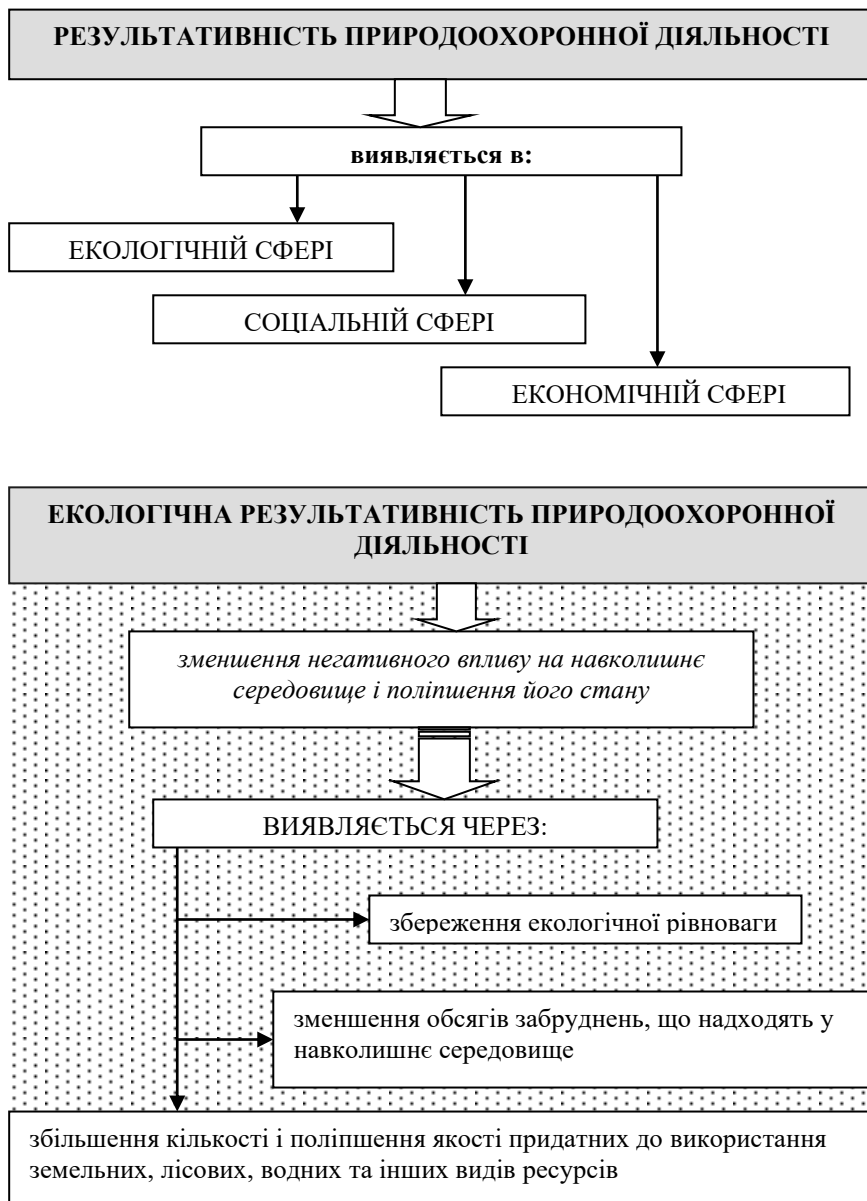 РЕЗУЛЬТАТИВНІСТЬ ПРИРОДООХОРОННОЇ ДІЯЛЬНОСТІ
виявляється в:
ЕКОЛОГІЧНІЙ СФЕРІ
СОЦІАЛЬНІЙ СФЕРІ
ЕКОНОМІЧНІЙ СФЕРІ
ЕКОЛОГІЧНА РЕЗУЛЬТАТИВНІСТЬ ПРИРОДООХОРОННОЇ
ДІЯЛЬНОСТІ
зменшення негативного впливу на навколишнє
середовище і поліпшення його стану
ВИЯВЛЯЄТЬСЯ ЧЕРЕЗ:
збереження екологічної рівноваги
зменшення обсягів забруднень, що надходять у
навколишнє середовище
збільшення кількості і поліпшення якості придатних до використання
земельних, лісових, водних та інших видів ресурсів